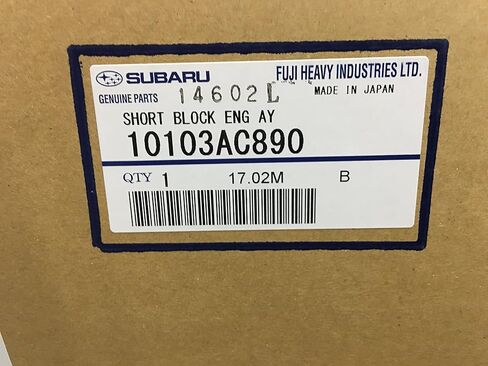 SUBARU FUJI HEAVY INDUSTRIES LTD.
GENUINE PARTS 14602L MADE IN JAPAN
SHORT BLOCK ENG AY
10103AC890
QTY 1 17.02M B